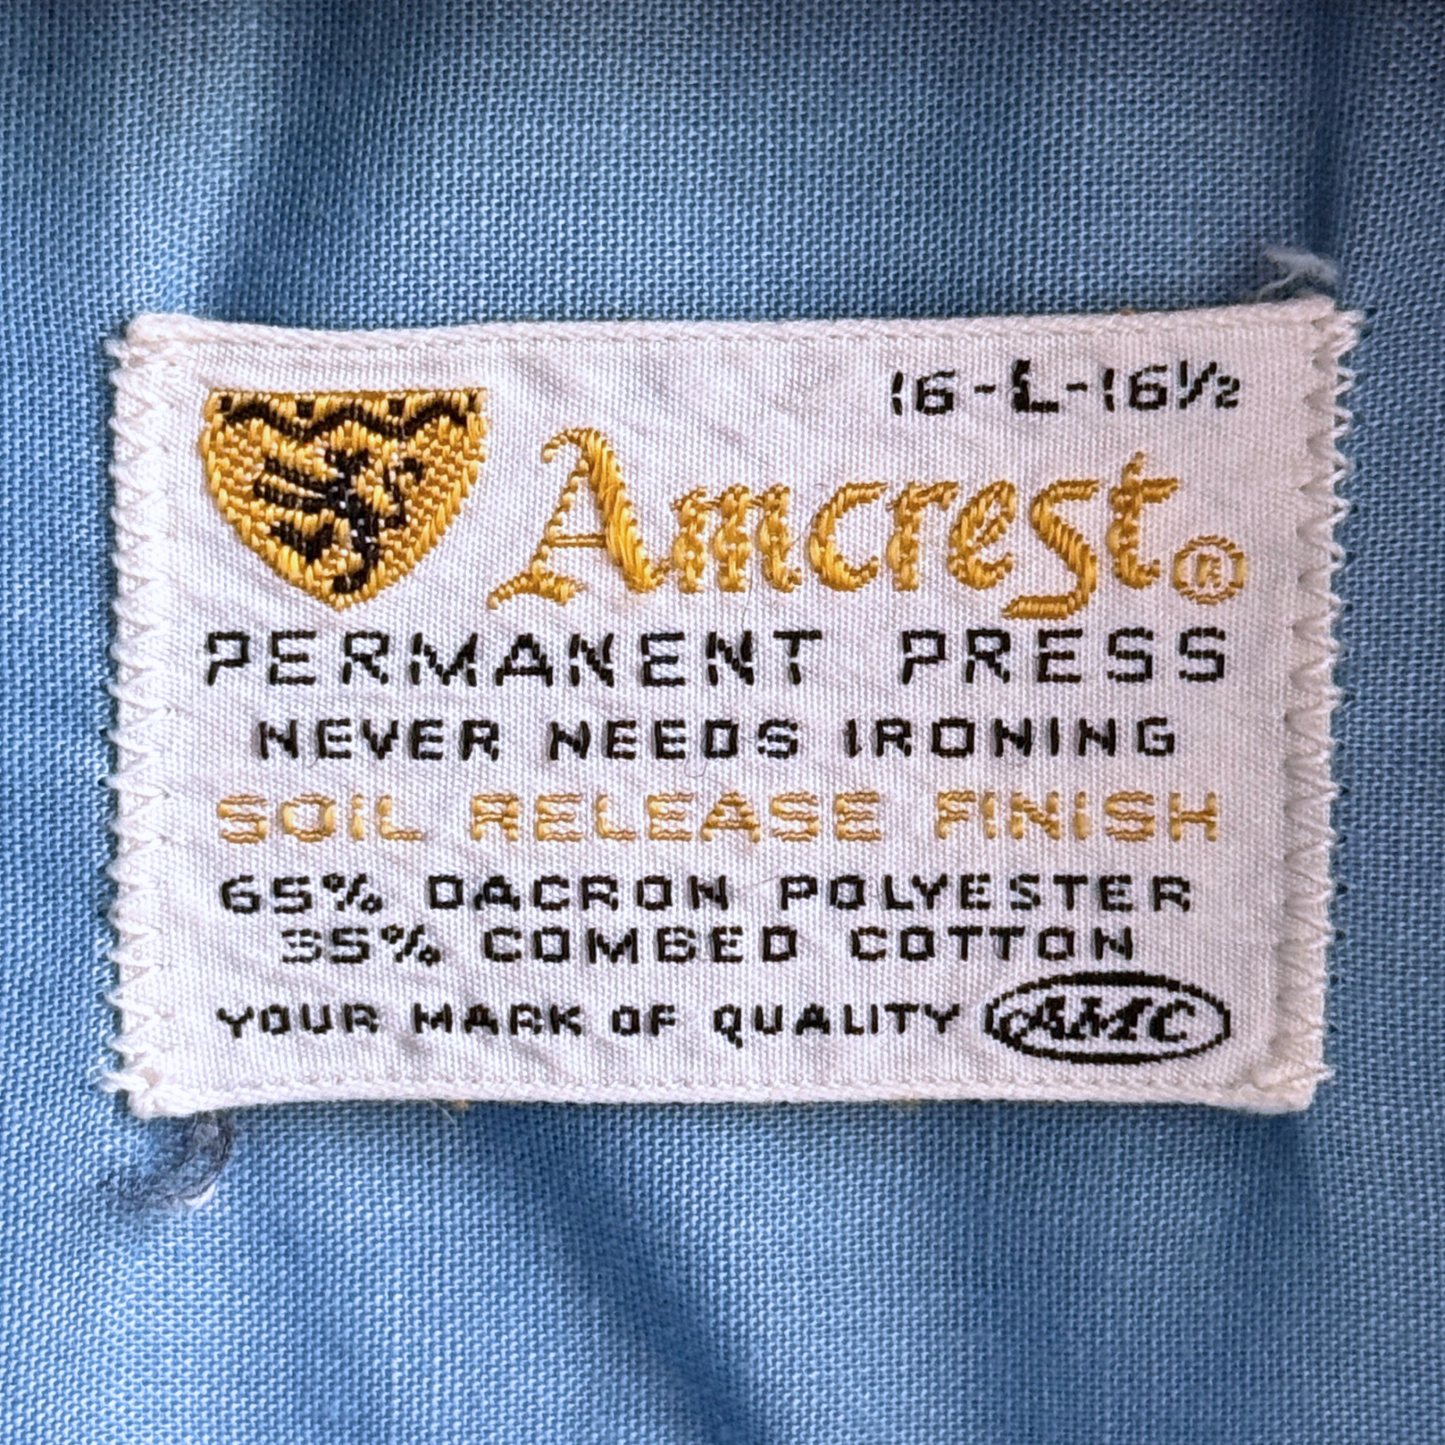 16-L-16½
Amcrest®
PERMANENT PRESS
NEVER NEEDS IRONING
SOIL RELEASE FINISH
65% DACRON POLYESTER
35% COMBED COTTON
YOUR MARK OF QUALITY AMC